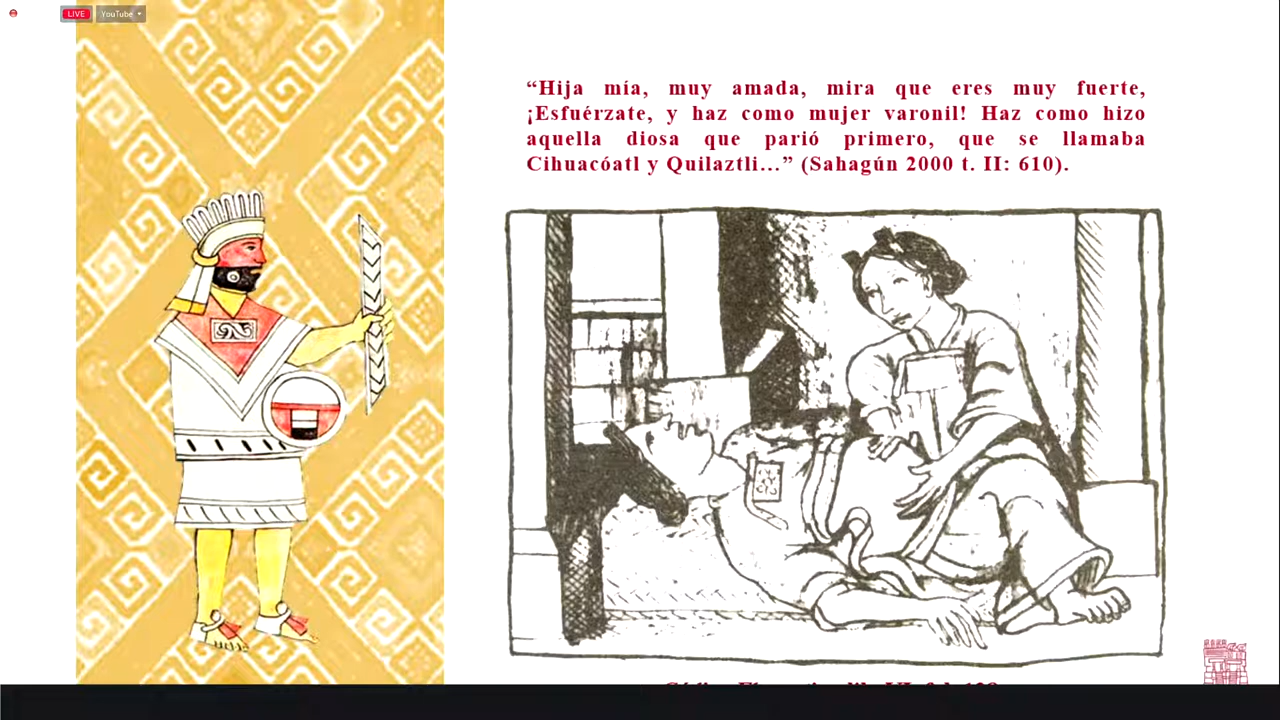 LIVE YouTube
“Hija mía, muy amada, mira que eres muy fuerte,
¡Esfuérzate, y haz como mujer varonil! Haz como hizo
aquella diosa que parió primero, que se llamaba
Cihuacóatl y Quilaztli…” (Sahagún 2000 t. II: 610).